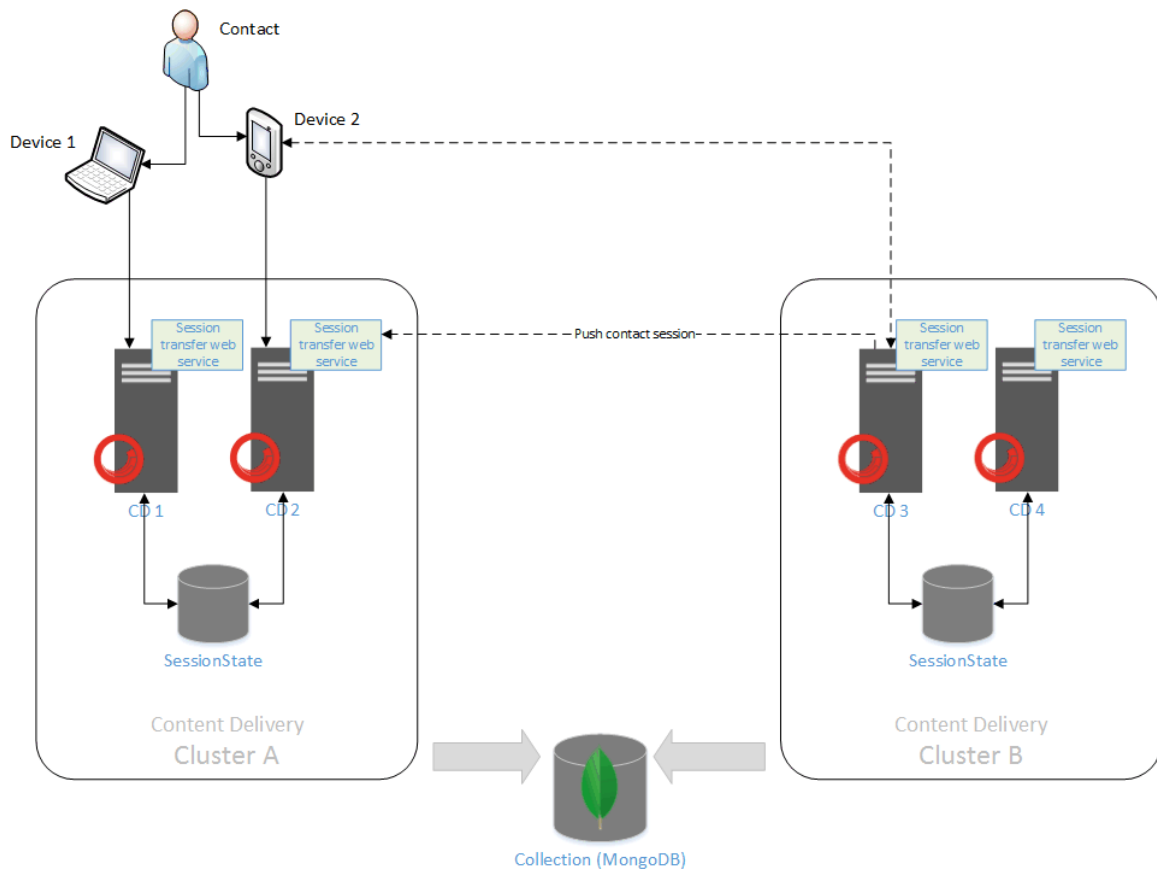 Contact
Device 2
Device 1
Session
transfer web
service
Session
transfer web
service
Push contact session
Session
transfer web
service
Session
transfer web
service
CD 1
CD 2
CD 3
CD 4
SessionState
SessionState
Content Delivery
Cluster A
Content Delivery
Cluster B
Collection (MongoDB)